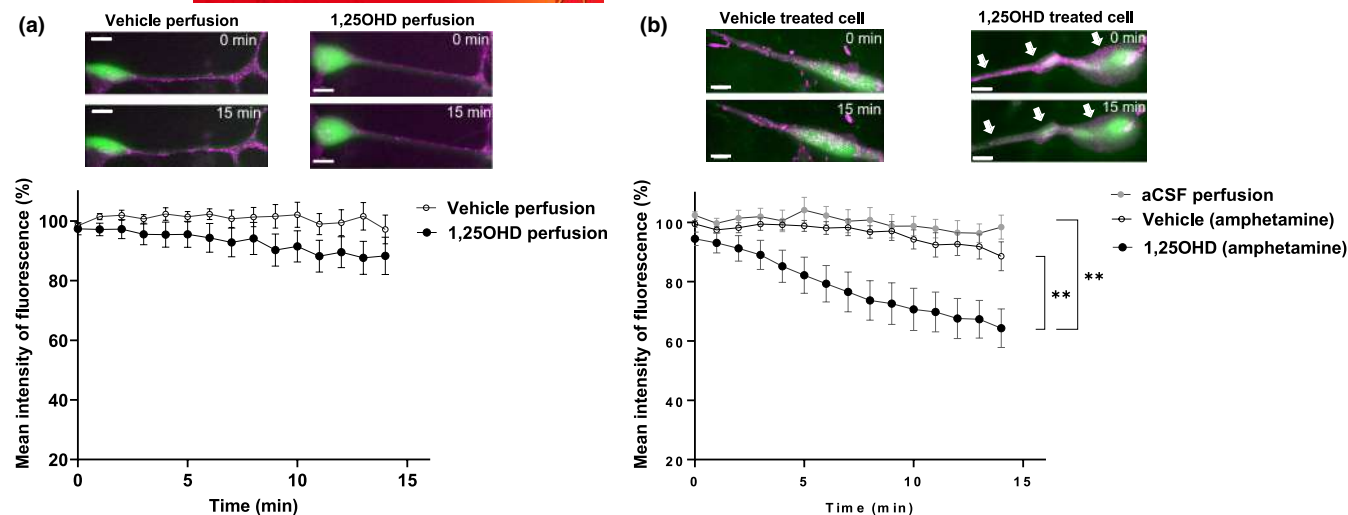 (a)
Vehicle perfusion
1,25OHD perfusion
0 min
0 min
15 min
15 min
Mean intensity of fluorescence (%)
100
80
60
40
20
0
5
10
15
Time (min)
Vehicle perfusion
1,25OHD perfusion
(b)
Vehicle treated cell
1,25OHD treated cell
0 min
0 min
15 min
15 min
Mean intensity of fluorescence (%)
100
80
60
40
20
0
5
10
15
Time (min)
aCSF perfusion
Vehicle (amphetamine)
1,25OHD (amphetamine)
**
**